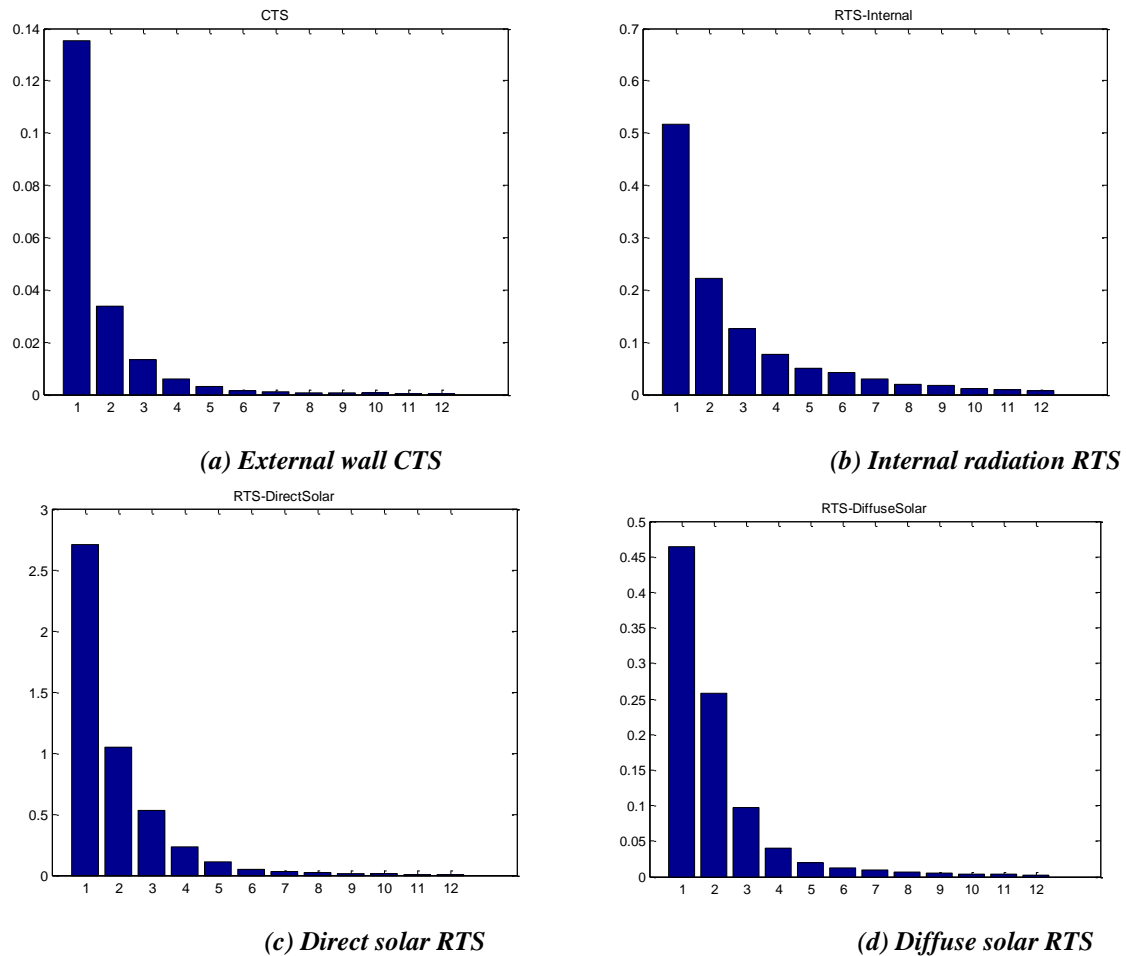 CTS
0.14
0.12
0.1
0.08
0.06
0.04
0.02
0
1 2 3 4 5 6 7 8 9 10 11 12
(a) External wall CTS
RTS-Internal
0.7
0.6
0.5
0.4
0.3
0.2
0.1
0
1 2 3 4 5 6 7 8 9 10 11 12
(b) Internal radiation RTS
RTS-DirectSolar
3
2.5
2
1.5
1
0.5
0
1 2 3 4 5 6 7 8 9 10 11 12
(c) Direct solar RTS
RTS-DiffuseSolar
0.5
0.45
0.4
0.35
0.3
0.25
0.2
0.15
0.1
0.05
0
1 2 3 4 5 6 7 8 9 10 11 12
(d) Diffuse solar RTS